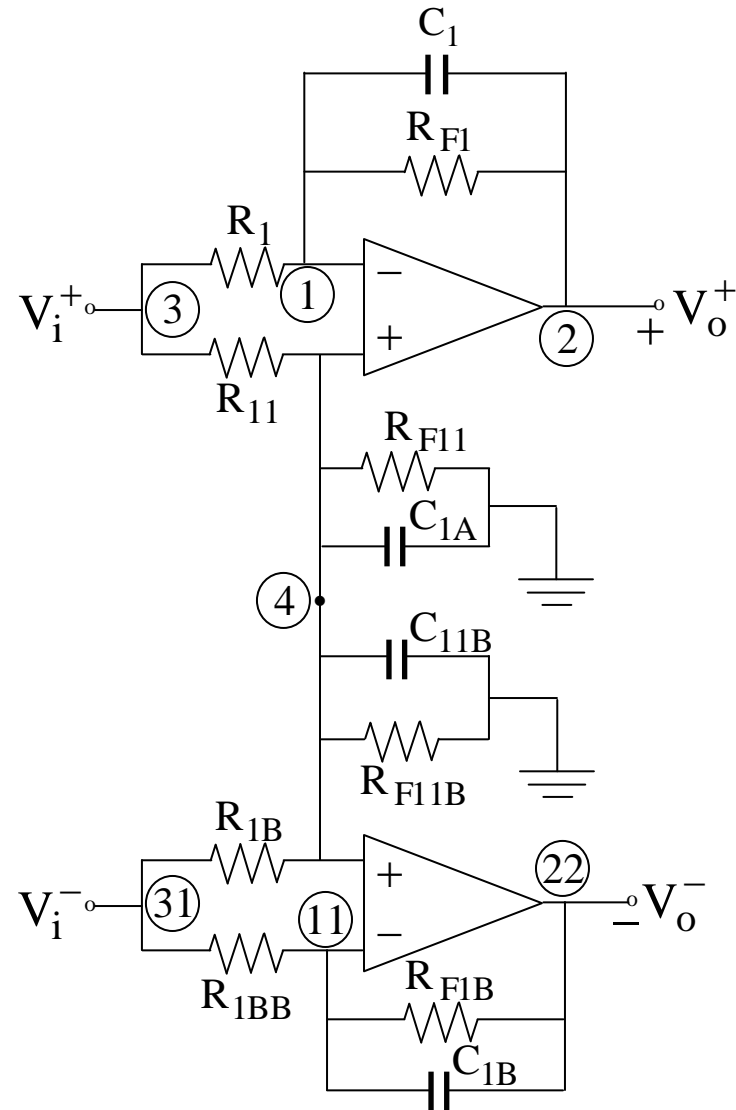 C1
RF1
R1
−
Vi+ 3 1
+
2 + Vo+
R11
RF11
C1A
4
C11B
RF11B
R1B
+
22
Vi− 31 11
−
− Vo−
R1BB
RF1B
C1B